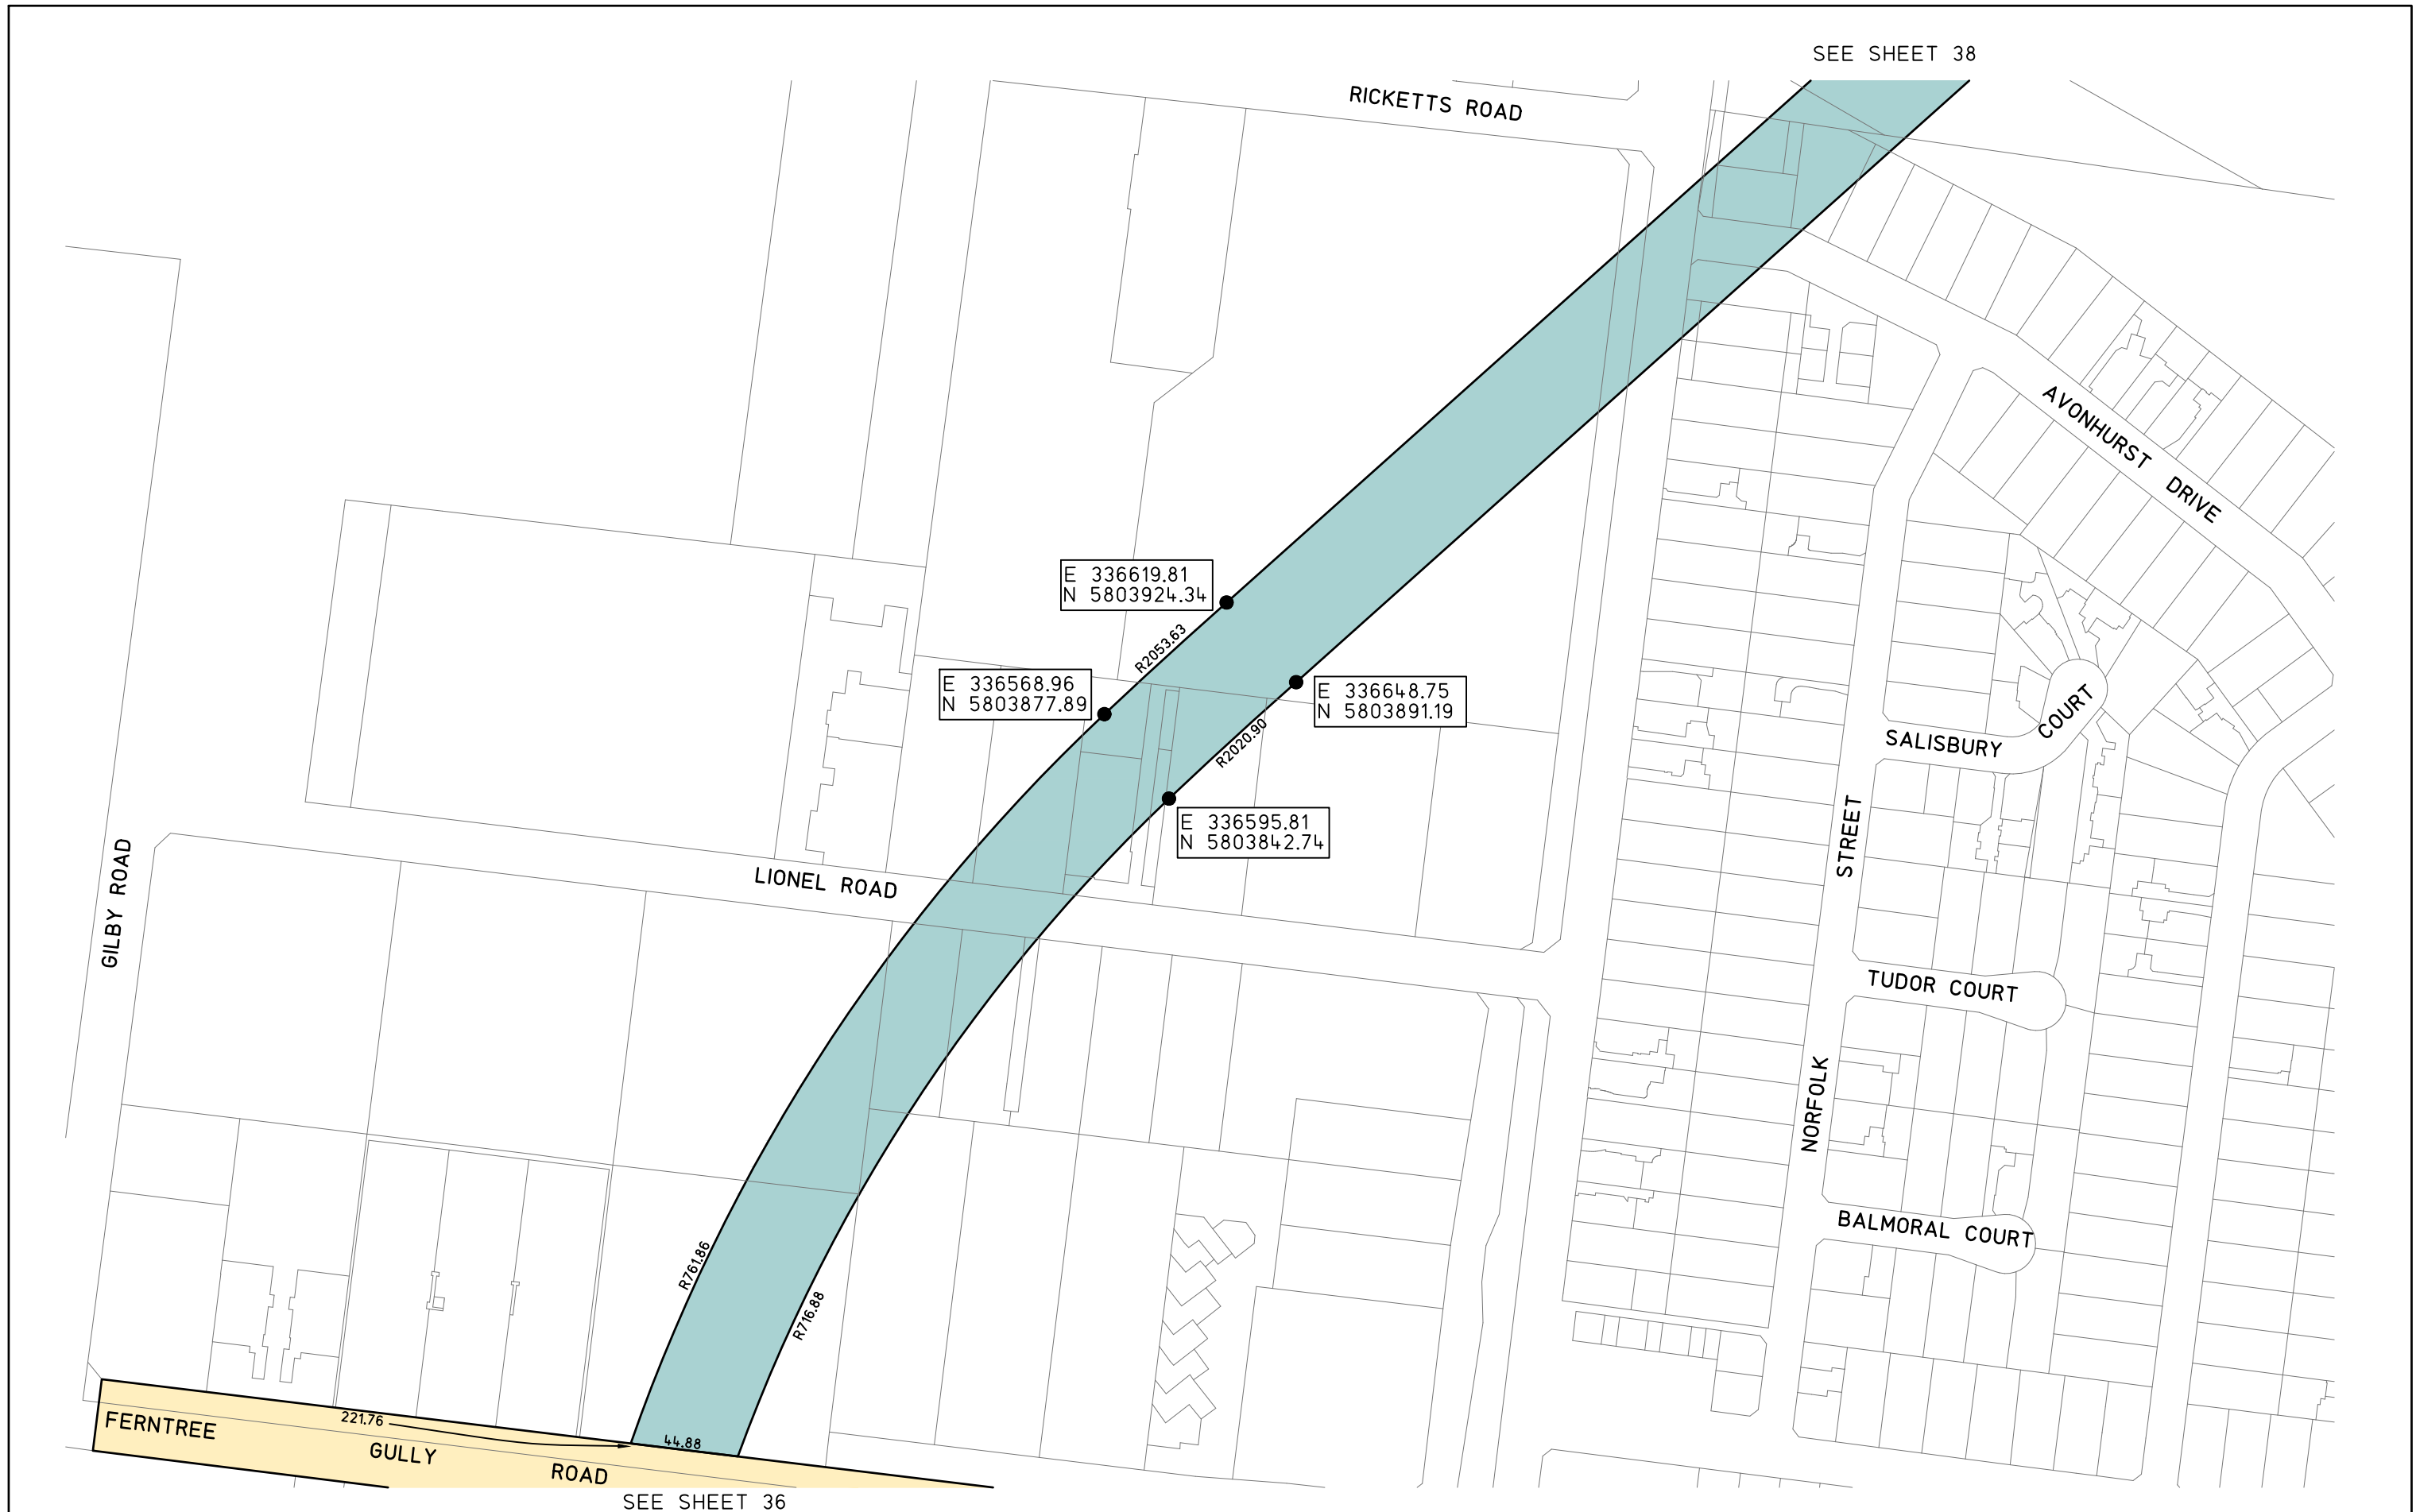 SEE SHEET 38
RICKETTS ROAD
AVONHURST DRIVE
E 336619.81
N 5803924.34
R2053.63
E 336568.96
N 5803877.89
E 336648.75
N 5803891.19
R2020.90
SALISBURY COURT
E 336595.81
N 5803842.74
GILBY ROAD
LIONEL ROAD
NORFOLK STREET
TUDOR COURT
BALMORAL COURT
R761.86
R716.88
221.76
44.88
FERNTREE GULLY ROAD
SEE SHEET 36